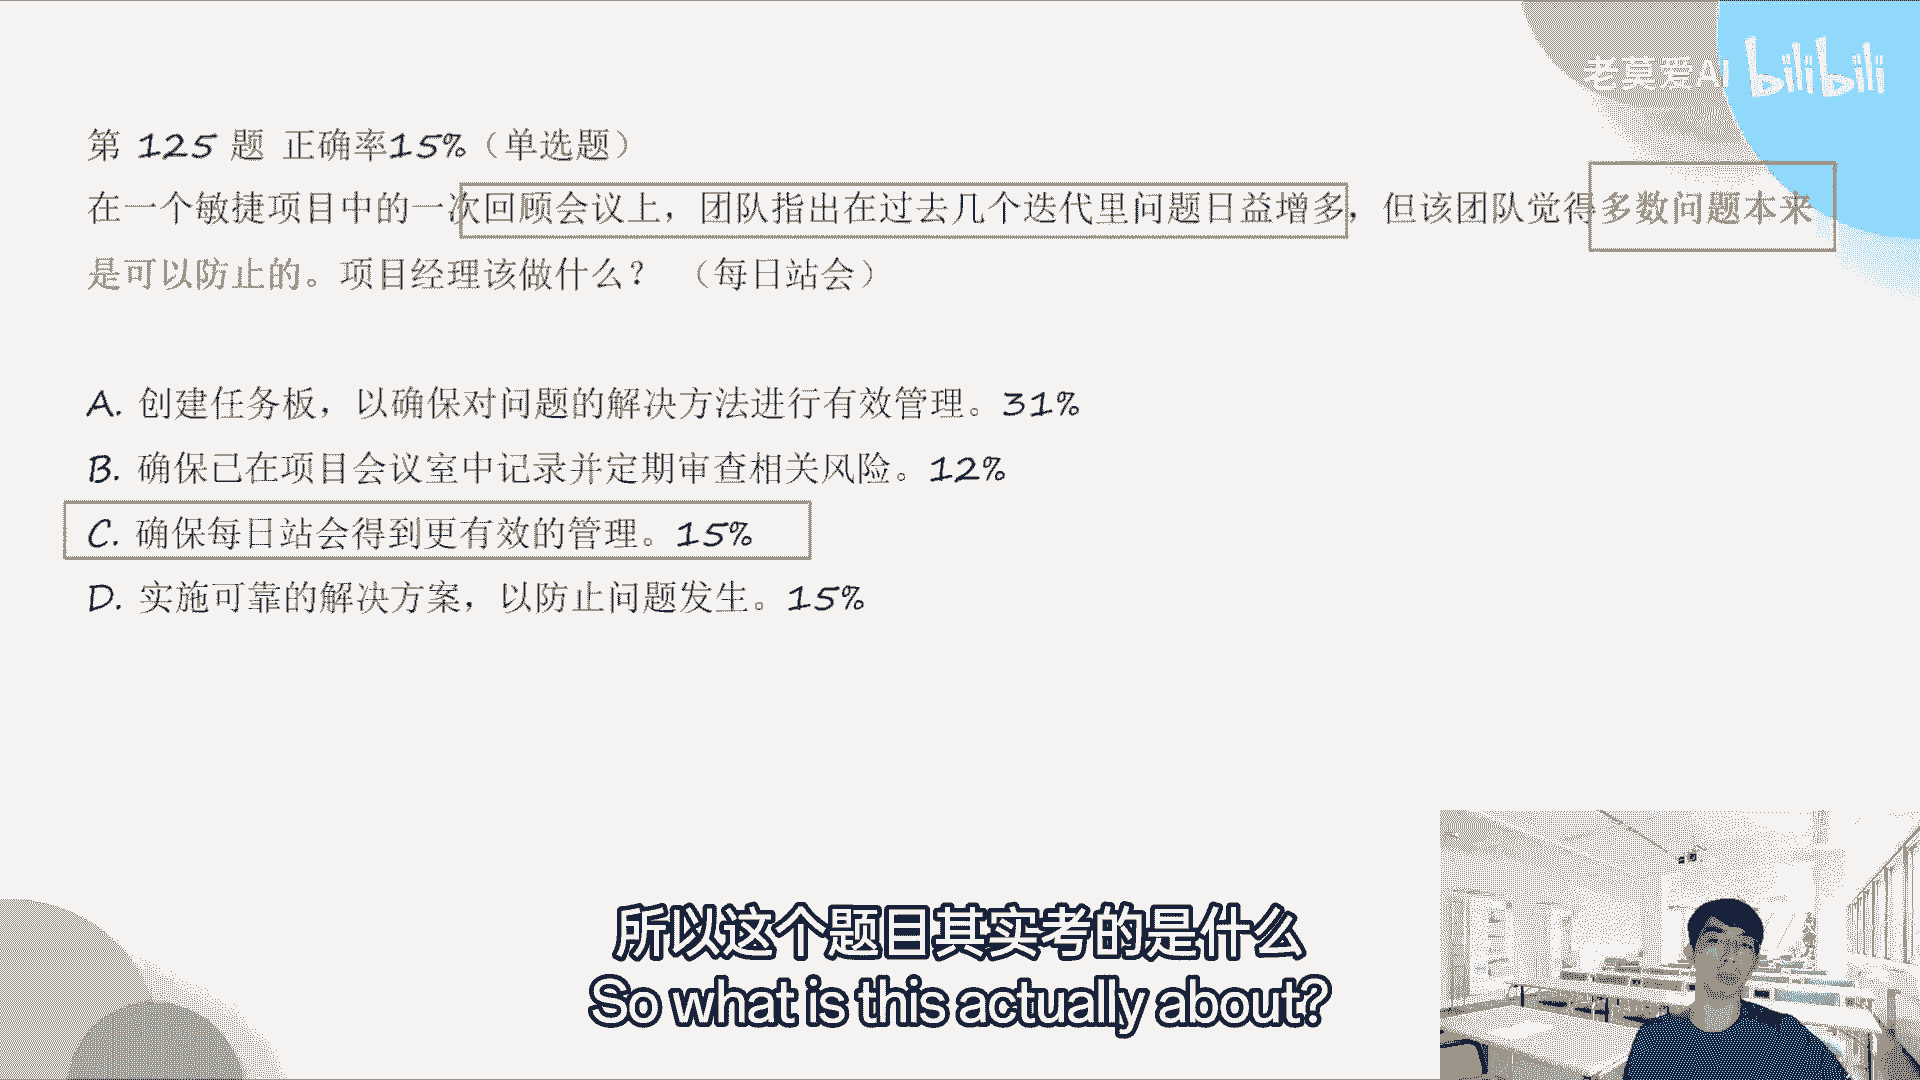 老莫爱AI bilibili
第 125 题 正确率15%（单选题）
在一个敏捷项目中的一次回顾会议上，团队指出在过去几个迭代里问题日益增多，但该团队觉得多数问题本来
是可以防止的。项目经理该做什么？ （每日站会）
A. 创建任务板，以确保对问题的解决方法进行有效管理。31%
B. 确保已在项目会议室中记录并定期审查相关风险。12%
C. 确保每日站会得到更有效的管理。15%
D. 实施可靠的解决方案，以防止问题发生。15%
所以这个题目其实考的是什么
So what is this actually about?